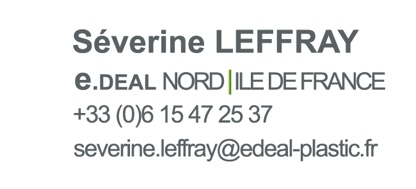 Séverine LEFFRAY
e.DEAL NORD|ILE DE FRANCE
+33 (0)6 15 47 25 37
severine.leffray@edeal-plastic.fr